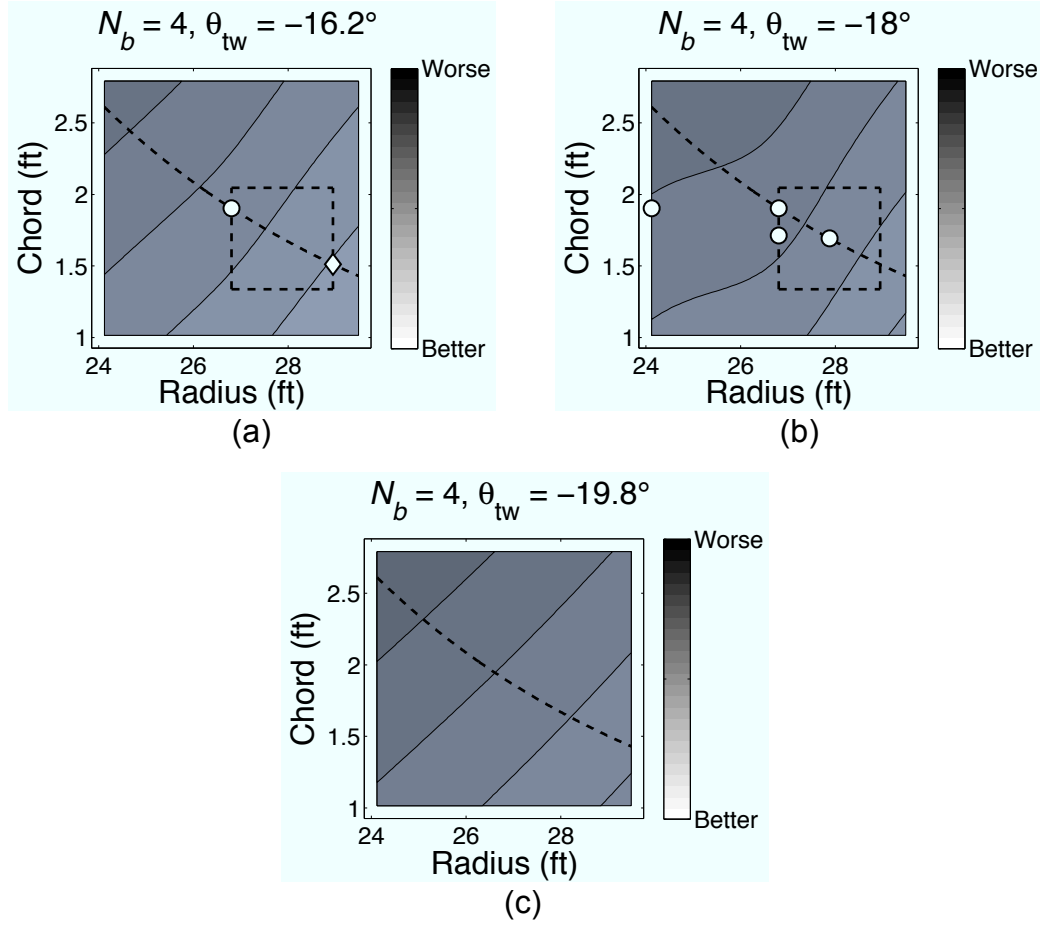 N_b = 4, θ_tw = −16.2°
Chord (ft)
2.5
2
1.5
1
24 26 28
Radius (ft)
Worse
Better
(a)
N_b = 4, θ_tw = −18°
Chord (ft)
2.5
2
1.5
1
24 26 28
Radius (ft)
Worse
Better
(b)
N_b = 4, θ_tw = −19.8°
Chord (ft)
2.5
2
1.5
1
24 26 28
Radius (ft)
Worse
Better
(c)